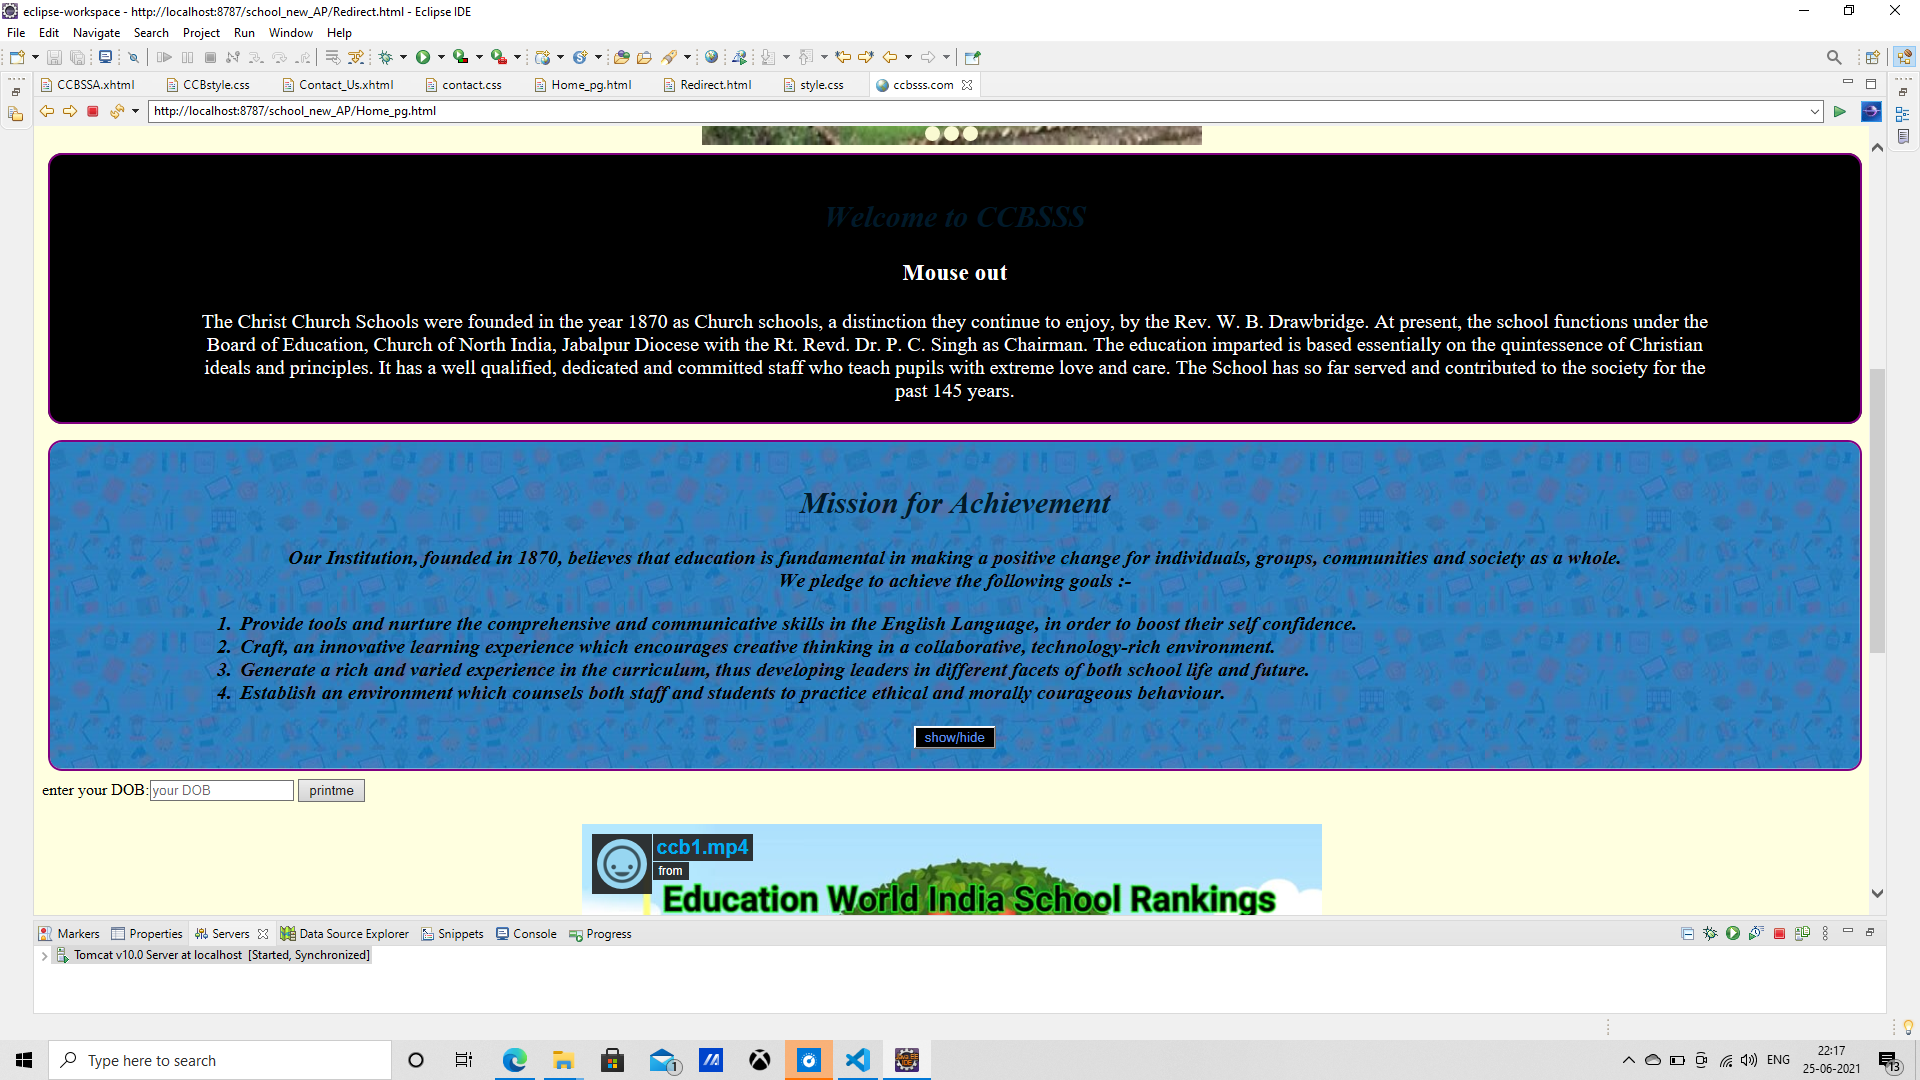 eclipse-workspace - http://localhost:8787/school_new_AP/Redirect.html - Eclipse IDE
File Edit Navigate Search Project Run Window Help
CCBSSA.xhtml CCBstyle.css Contact_Us.xhtml contact.css Home_pg.html Redirect.html style.css ccbsss.com
http://localhost:8787/school_new_AP/Home_pg.html
Welcome to CCBSSS
Mouse out
The Christ Church Schools were founded in the year 1870 as Church schools, a distinction they continue to enjoy, by the Rev. W. B. Drawbridge. At present, the school functions under the
Board of Education, Church of North India, Jabalpur Diocese with the Rt. Revd. Dr. P. C. Singh as Chairman. The education imparted is based essentially on the quintessence of Christian
ideals and principles. It has a well qualified, dedicated and committed staff who teach pupils with extreme love and care. The School has so far served and contributed to the society for the
past 145 years.
Mission for Achievement
Our Institution, founded in 1870, believes that education is fundamental in making a positive change for individuals, groups, communities and society as a whole.
We pledge to achieve the following goals :-
1. Provide tools and nurture the comprehensive and communicative skills in the English Language, in order to boost their self confidence.
2. Craft, an innovative learning experience which encourages creative thinking in a collaborative, technology-rich environment.
3. Generate a rich and varied experience in the curriculum, thus developing leaders in different facets of both school life and future.
4. Establish an environment which counsels both staff and students to practice ethical and morally courageous behaviour.
show/hide
enter your DOB: your DOB printme
ccb1.mp4
from
Education World India School Rankings
Markers Properties Servers Data Source Explorer Snippets Console Progress
Tomcat v10.0 Server at localhost [Started, Synchronized]
Type here to search
1
ENG
22:17
25-06-2021
13